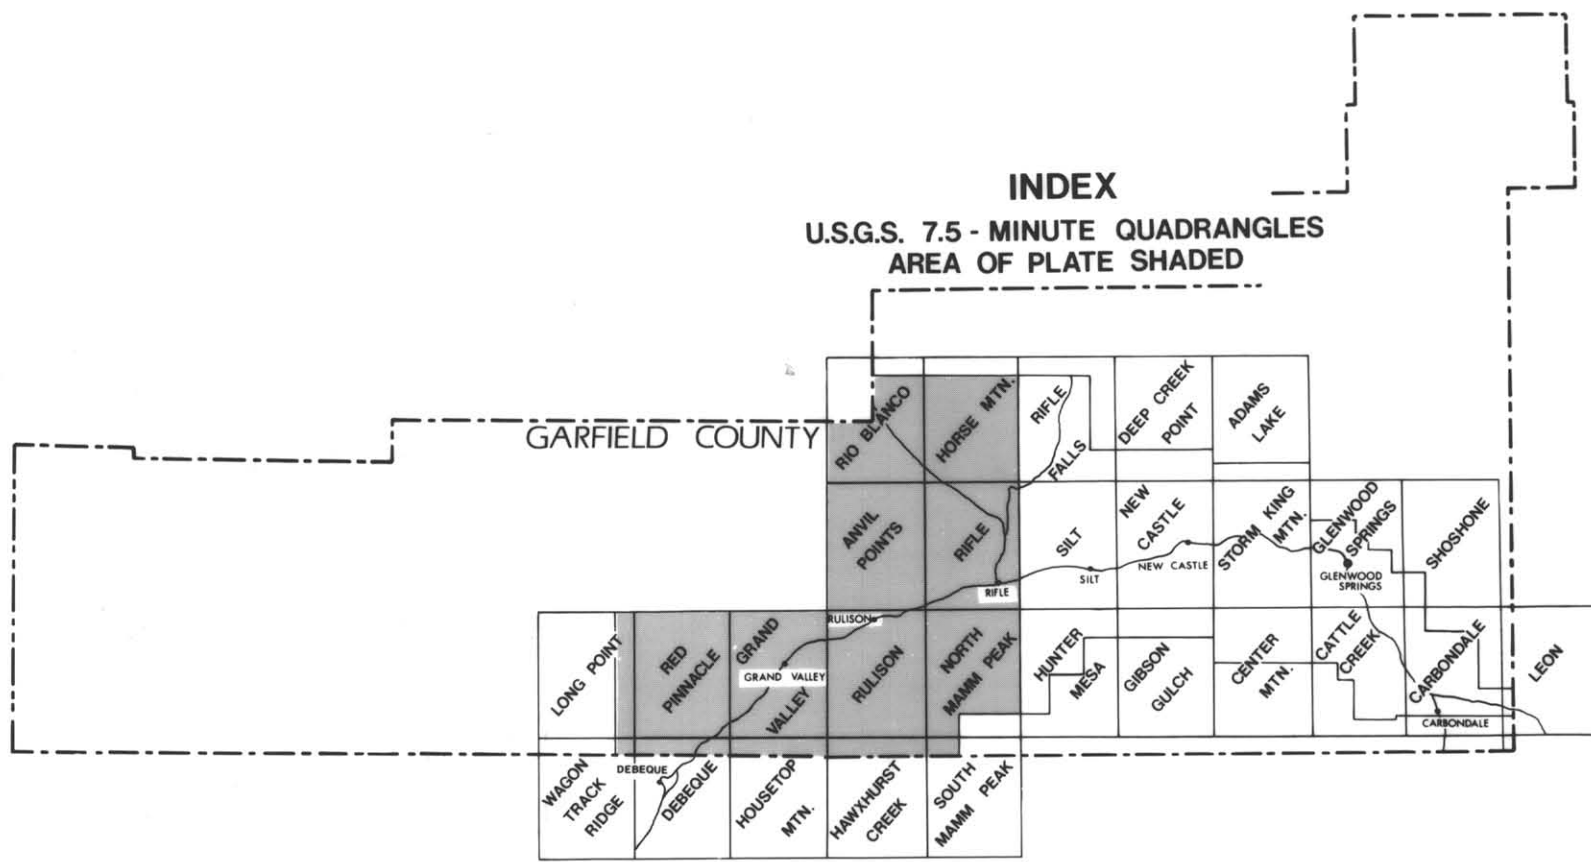 INDEX
U.S.G.S. 7.5 - MINUTE QUADRANGLES
AREA OF PLATE SHADED
GARFIELD COUNTY
RIO BLANCO
HORSE MTN.
RIFLE
FALLS
DEEP CREEK
POINT
ADAMS
LAKE
ANVIL
POINTS
RIFLE
SILT
NEW
CASTLE
STORM KING
MTN.
GLENWOOD
SPRINGS
SHOSHONE
RIFLE
SILT
NEW CASTLE
GLENWOOD
SPRINGS
LONG POINT
RED
PINNACLE
GRAND
VALLEY
GRAND VALLEY
RULISON
RULISON
NORTH
MAMM PEAK
HUNTER
MESA
GIBSON
GULCH
CENTER
MTN.
CATTLE
CREEK
CARBONDALE
CARBONDALE
LEON
WAGON
TRACK
RIDGE
DEBEQUE
DEBEQUE
HOUSETOP
MTN.
HAWXHURST
CREEK
SOUTH
MAMM PEAK